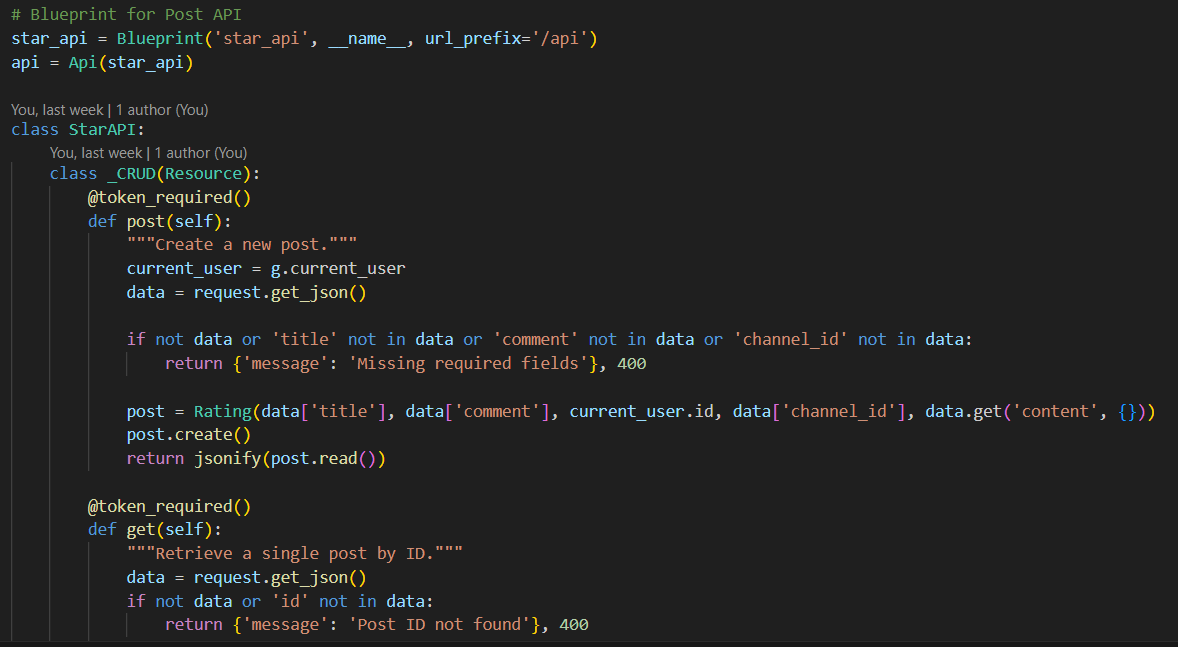 # Blueprint for Post API
star_api = Blueprint('star_api', __name__, url_prefix='/api')
api = Api(star_api)
You, last week | 1 author (You)
class StarAPI:
You, last week | 1 author (You)
class _CRUD(Resource):
@token_required()
def post(self):
"""Create a new post."""
current_user = g.current_user
data = request.get_json()
if not data or 'title' not in data or 'comment' not in data or 'channel_id' not in data:
return {'message': 'Missing required fields'}, 400
post = Rating(data['title'], data['comment'], current_user.id, data['channel_id'], data.get('content', {}))
post.create()
return jsonify(post.read())
@token_required()
def get(self):
"""Retrieve a single post by ID."""
data = request.get_json()
if not data or 'id' not in data:
return {'message': 'Post ID not found'}, 400